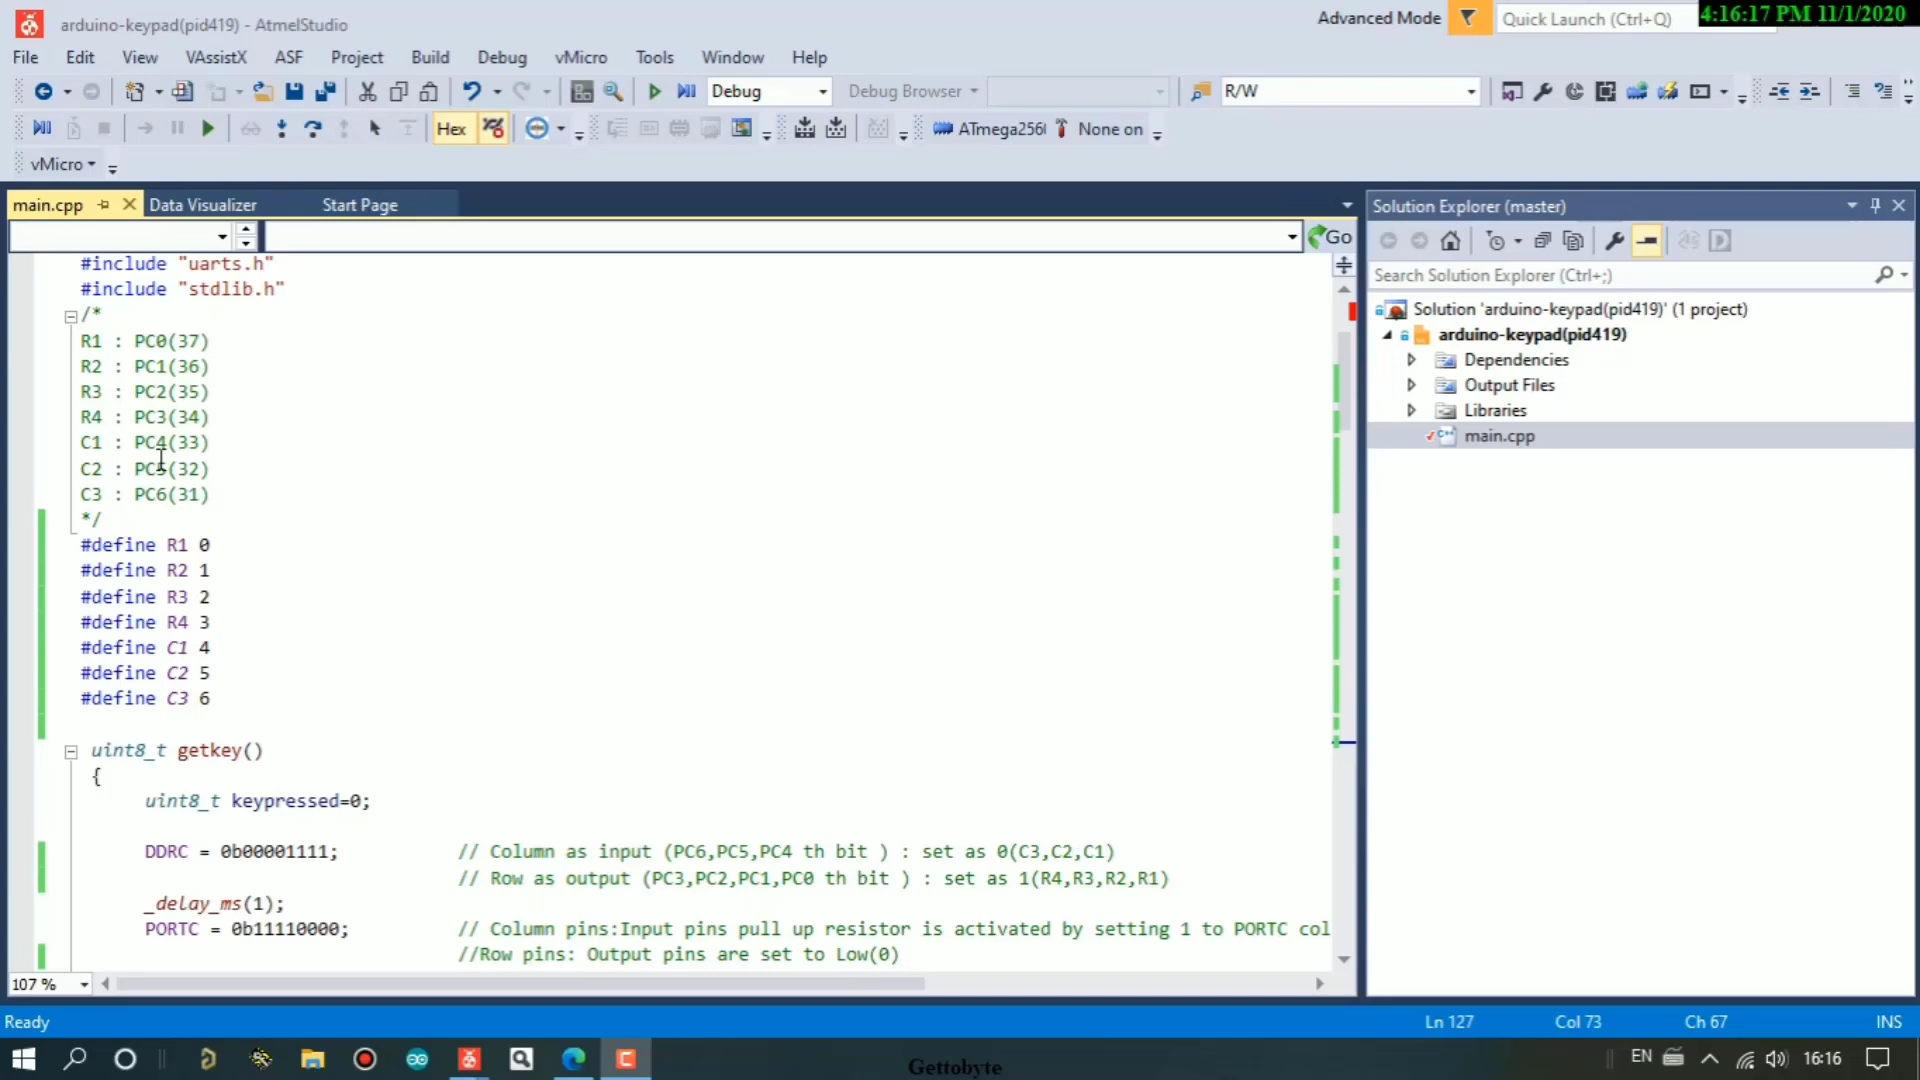 arduino-keypad(pid419) - AtmelStudio
Advanced Mode
Quick Launch (Ctrl+Q)
4:16:17 PM 11/1/2020
File Edit View VAssistX ASF Project Build Debug vMicro Tools Window Help
Debug
Debug Browser
R/W
Hex
ATmega256
None on
vMicro
main.cpp
Data Visualizer
Start Page
Go
#include "uarts.h"
#include "stdlib.h"
/*
R1 : PC0(37)
R2 : PC1(36)
R3 : PC2(35)
R4 : PC3(34)
C1 : PC4(33)
C2 : PC5(32)
C3 : PC6(31)
*/
#define R1 0
#define R2 1
#define R3 2
#define R4 3
#define C1 4
#define C2 5
#define C3 6
uint8_t getkey()
{
uint8_t keypressed=0;
DDRC = 0b00001111; // Column as input (PC6,PC5,PC4 th bit ) : set as 0(C3,C2,C1)
// Row as output (PC3,PC2,PC1,PC0 th bit ) : set as 1(R4,R3,R2,R1)
_delay_ms(1);
PORTC = 0b11110000; // Column pins:Input pins pull up resistor is activated by setting 1 to PORTC col
//Row pins: Output pins are set to Low(0)
107 %
Solution Explorer (master)
Search Solution Explorer (Ctrl+;)
Solution 'arduino-keypad(pid419)' (1 project)
arduino-keypad(pid419)
Dependencies
Output Files
Libraries
main.cpp
Ready
Ln 127
Col 73
Ch 67
INS
Gettobyte
EN
16:16